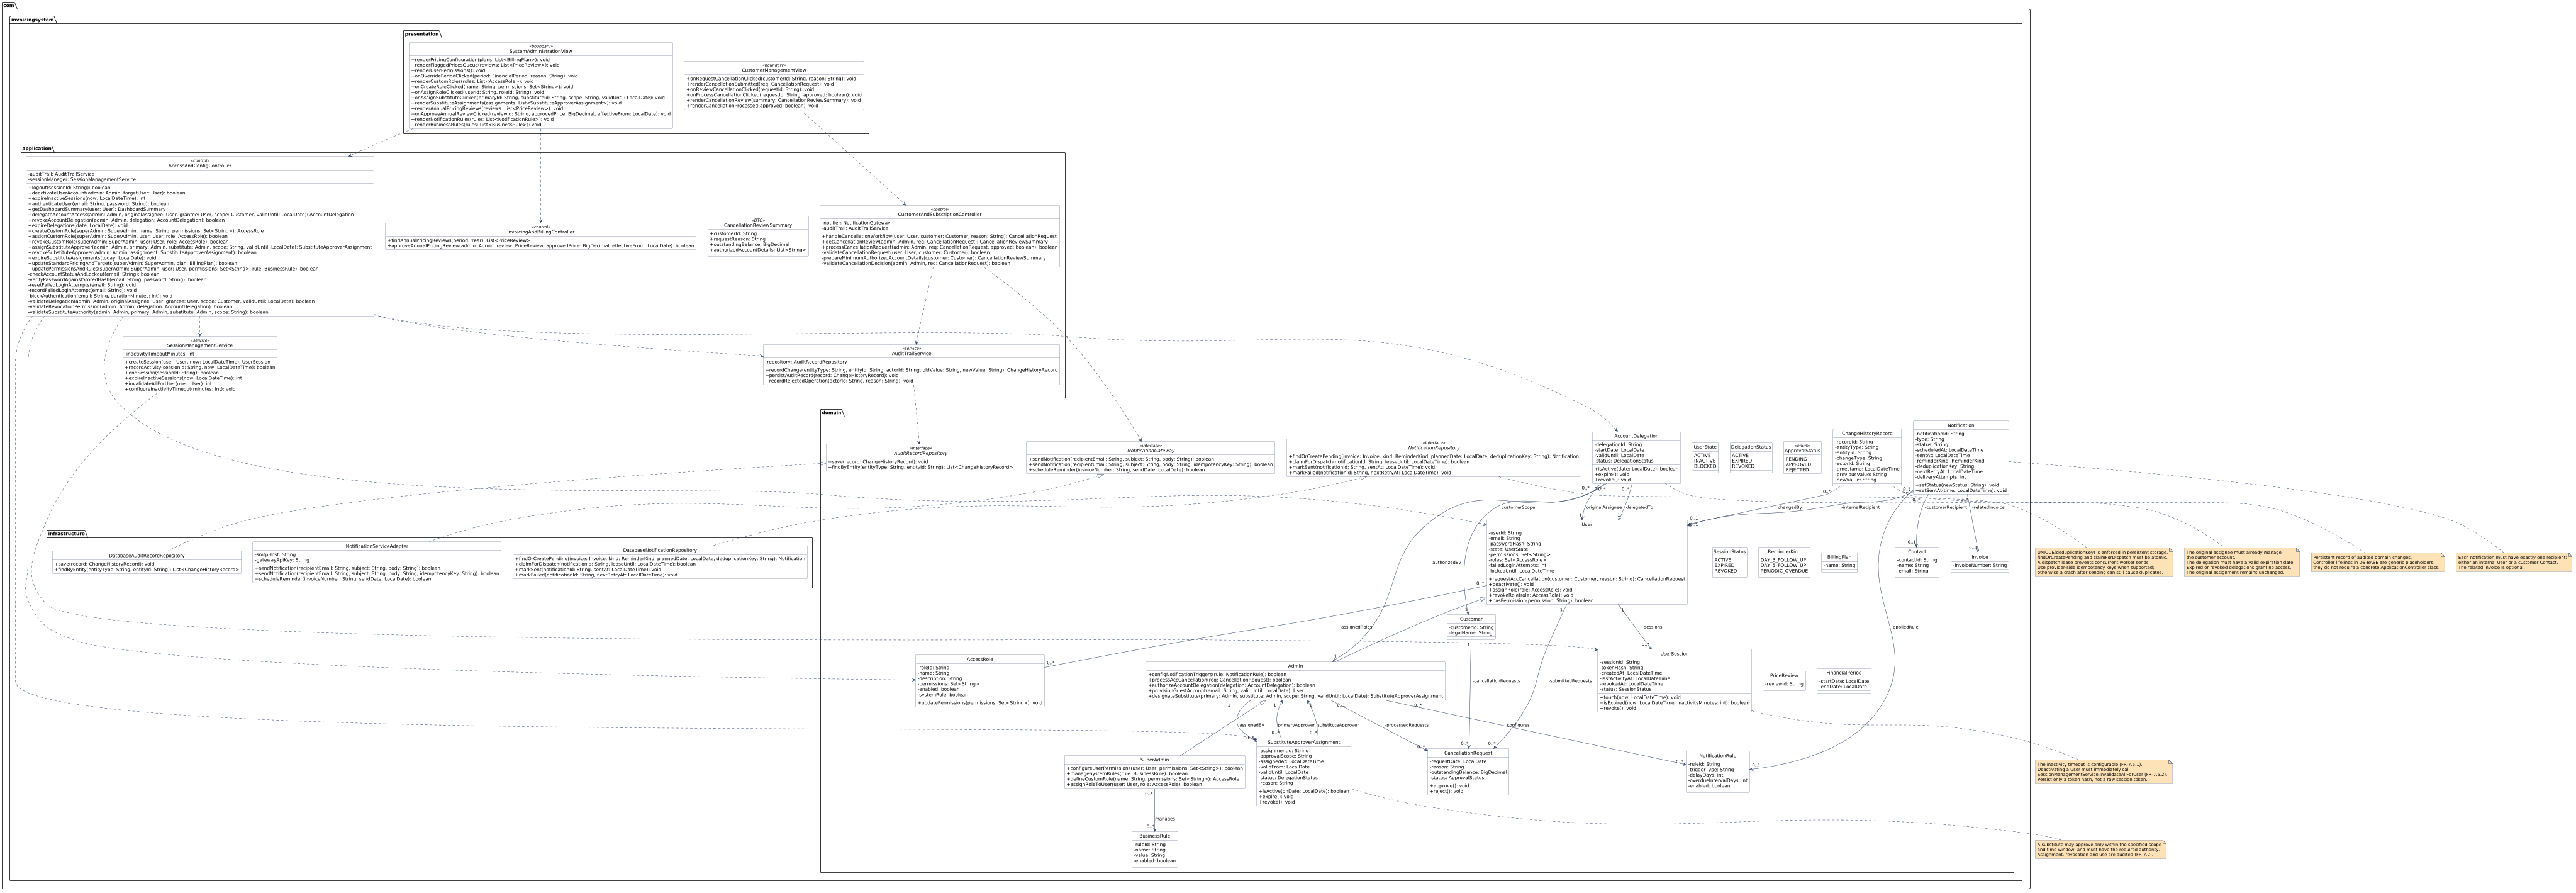 com
invoicingsystem
presentation
«boundary»
SystemAdministrationView
+renderPricingConfiguration(plans: List<BillingPlan>): void
+renderFlaggedPricesQueue(reviews: List<PriceReview>): void
+renderUserPermissions(): void
+onOverridePeriodClicked(period: FinancialPeriod, reason: String): void
+renderCustomRoles(roles: List<AccessRole>): void
+onCreateRoleClicked(name: String, permissions: Set<String>): void
+onAssignRoleClicked(userId: String, roleId: String): void
+onAssignSubstituteClicked(primaryId: String, substituteId: String, scope: String, validUntil: LocalDate): void
+renderSubstituteAssignments(assignments: List<SubstituteApproverAssignment>): void
+renderAnnualPricingReviews(reviews: List<PriceReview>): void
+onApproveAnnualReviewClicked(reviewId: String, approvedPrice: BigDecimal, effectiveFrom: LocalDate): void
+renderNotificationRules(rules: List<NotificationRule>): void
+renderBusinessRules(rules: List<BusinessRule>): void
«boundary»
CustomerManagementView
+onRequestCancellationClicked(customerId: String, reason: String): void
+renderCancellationSubmitted(req: CancellationRequest): void
+onReviewCancellationClicked(requestId: String): void
+onProcessCancellationClicked(requestId: String, approved: boolean): void
+renderCancellationReview(summary: CancellationReviewSummary): void
+renderCancellationProcessed(approved: boolean): void
application
«control»
AccessAndConfigController
-auditTrail: AuditTrailService
-sessionManager: SessionManagementService
+logout(sessionId: String): boolean
+deactivateUserAccount(admin: Admin, targetUser: User): boolean
+expireInactiveSessions(now: LocalDateTime): int
+authenticateUser(email: String, password: String): boolean
+getDashboardSummary(user: User): DashboardSummary
+delegateAccountAccess(admin: Admin, originalAssignee: User, grantee: User, scope: Customer, validUntil: LocalDate): AccountDelegation
+revokeAccountDelegation(admin: Admin, delegation: AccountDelegation): boolean
+expireDelegations(date: LocalDate): void
+createCustomRole(superAdmin: SuperAdmin, name: String, permissions: Set<String>): AccessRole
+assignCustomRole(superAdmin: SuperAdmin, user: User, role: AccessRole): boolean
+revokeCustomRole(superAdmin: SuperAdmin, user: User, role: AccessRole): boolean
+assignSubstituteApprover(admin: Admin, primary: Admin, substitute: Admin, scope: String, validUntil: LocalDate): SubstituteApproverAssignment
+revokeSubstituteApprover(admin: Admin, assignment: SubstituteApproverAssignment): boolean
+expireSubstituteAssignments(today: LocalDate): void
+updateStandardPricingAndTargets(superAdmin: SuperAdmin, plan: BillingPlan): boolean
+updatePermissionsAndRules(superAdmin: SuperAdmin, user: User, permissions: Set<String>, rule: BusinessRule): boolean
-checkAccountStatusAndLockout(email: String): boolean
-verifyPasswordAgainstStoredHash(email: String, password: String): boolean
-resetFailedLoginAttempts(email: String): void
-recordFailedLoginAttempt(email: String): void
-blockAuthentication(email: String, durationMinutes: int): void
-validateDelegation(admin: Admin, originalAssignee: User, grantee: User, scope: Customer, validUntil: LocalDate): boolean
-validateRevocationPermission(admin: Admin, delegation: AccountDelegation): boolean
-validateSubstituteAuthority(admin: Admin, primary: Admin, substitute: Admin, scope: String): boolean
«control»
InvoicingAndBillingController
+findAnnualPricingReviews(period: Year): List<PriceReview>
+approveAnnualPricingReview(admin: Admin, review: PriceReview, approvedPrice: BigDecimal, effectiveFrom: LocalDate): boolean
«DTO»
CancellationReviewSummary
+customerId: String
+requestReason: String
+outstandingBalance: BigDecimal
+authorizedAccountDetails: List<String>
«control»
CustomerAndSubscriptionController
-notifier: NotificationGateway
-auditTrail: AuditTrailService
+handleCancellationWorkflow(user: User, customer: Customer, reason: String): CancellationRequest
+getCancellationReview(admin: Admin, req: CancellationRequest): CancellationReviewSummary
+processCancellationRequest(admin: Admin, req: CancellationRequest, approved: boolean): boolean
-validateCancellationRequest(user: User, customer: Customer): boolean
-prepareMinimumAuthorizedAccountDetails(customer: Customer): CancellationReviewSummary
-validateCancellationDecision(admin: Admin, req: CancellationRequest): boolean
«service»
SessionManagementService
-inactivityTimeoutMinutes: int
+createSession(user: User, now: LocalDateTime): UserSession
+recordActivity(sessionId: String, now: LocalDateTime): boolean
+endSession(sessionId: String): boolean
+expireInactiveSessions(now: LocalDateTime): int
+invalidateAllForUser(user: User): int
+configureInactivityTimeout(minutes: int): void
«service»
AuditTrailService
-repository: AuditRecordRepository
+recordChange(entityType: String, entityId: String, actorId: String, oldValue: String, newValue: String): ChangeHistoryRecord
+persistAuditRecord(record: ChangeHistoryRecord): void
+recordRejectedOperation(actorId: String, reason: String): void
domain
«interface»
AuditRecordRepository
+save(record: ChangeHistoryRecord): void
+findByEntity(entityType: String, entityId: String): List<ChangeHistoryRecord>
«interface»
NotificationGateway
+sendNotification(recipientEmail: String, subject: String, body: String): boolean
+sendNotification(recipientEmail: String, subject: String, body: String, idempotencyKey: String): boolean
+scheduleReminder(invoiceNumber: String, sendDate: LocalDate): boolean
«interface»
NotificationRepository
+findOrCreatePending(invoice: Invoice, kind: ReminderKind, plannedDate: LocalDate, deduplicationKey: String): Notification
+claimForDispatch(notificationId: String, leaseUntil: LocalDateTime): boolean
+markSent(notificationId: String, sentAt: LocalDateTime): void
+markFailed(notificationId: String, nextRetryAt: LocalDateTime): void
AccountDelegation
-delegationId: String
-startDate: LocalDate
-validUntil: LocalDate
-status: DelegationStatus
+isActive(date: LocalDate): boolean
+expire(): void
+revoke(): void
UserState
ACTIVE
INACTIVE
BLOCKED
DelegationStatus
ACTIVE
EXPIRED
REVOKED
«enum»
ApprovalStatus
PENDING
APPROVED
REJECTED
ChangeHistoryRecord
-recordId: String
-entityType: String
-entityId: String
-changeType: String
-actorId: String
-timestamp: LocalDateTime
-previousValue: String
-newValue: String
Notification
-notificationId: String
-type: String
-status: String
-scheduledAt: LocalDateTime
-sentAt: LocalDateTime
-reminderKind: ReminderKind
-deduplicationKey: String
-nextRetryAt: LocalDateTime
-deliveryAttempts: int
+setStatus(newStatus: String): void
+setSentAt(time: LocalDateTime): void
0..*
0..*
0..*
0..*
0..1
0..*
customerScope
originalAssignee
delegatedTo
changedBy
-internalRecipient
-customerRecipient
-relatedInvoice
1
1
0..1
0..1
0..1
infrastructure
DatabaseAuditRecordRepository
+save(record: ChangeHistoryRecord): void
+findByEntity(entityType: String, entityId: String): List<ChangeHistoryRecord>
NotificationServiceAdapter
-smtpHost: String
-gatewayApiKey: String
+sendNotification(recipientEmail: String, subject: String, body: String): boolean
+sendNotification(recipientEmail: String, subject: String, body: String, idempotencyKey: String): boolean
+scheduleReminder(invoiceNumber: String, sendDate: LocalDate): boolean
DatabaseNotificationRepository
+findOrCreatePending(invoice: Invoice, kind: ReminderKind, plannedDate: LocalDate, deduplicationKey: String): Notification
+claimForDispatch(notificationId: String, leaseUntil: LocalDateTime): boolean
+markSent(notificationId: String, sentAt: LocalDateTime): void
+markFailed(notificationId: String, nextRetryAt: LocalDateTime): void
User
-userId: String
-email: String
-passwordHash: String
-state: UserState
-permissions: Set<String>
-roles: Set<AccessRole>
-failedLoginAttempts: int
-lockedUntil: LocalDateTime
+requestAccCancellation(customer: Customer, reason: String): CancellationRequest
+deactivate(): void
+assignRole(role: AccessRole): void
+revokeRole(role: AccessRole): void
+hasPermission(permission: String): boolean
SessionStatus
ACTIVE
EXPIRED
REVOKED
ReminderKind
DAY_3_FOLLOW_UP
DAY_5_FOLLOW_UP
PERIODIC_OVERDUE
BillingPlan
-name: String
Contact
-contactId: String
-name: String
-email: String
Invoice
-invoiceNumber: String
UNIQUE(deduplicationKey) is enforced in persistent storage.
findOrCreatePending and claimForDispatch must be atomic.
A dispatch lease prevents concurrent worker sends.
Use provider-side idempotency keys when supported;
otherwise a crash after sending can still cause duplicates.
The original assignee must already manage
the customer account.
The delegation must have a valid expiration date.
Expired or revoked delegations grant no access.
The original assignment remains unchanged.
Persistent record of audited domain changes.
Controller lifelines in DS-BASE are generic placeholders;
they do not require a concrete ApplicationController class.
Each notification must have exactly one recipient:
either an internal User or a customer Contact.
The related Invoice is optional.
authorizedBy
0..*
1
1
1
Customer
-customerId: String
-legalName: String
assignedRoles
sessions
appliedRule
1
0..*
AccessRole
-roleId: String
-name: String
-description: String
-permissions: Set<String>
-enabled: boolean
-systemRole: boolean
+updatePermissions(permissions: Set<String>): void
0..*
1
Admin
+configNotificationTriggers(rule: NotificationRule): boolean
+processAccCancellation(req: CancellationRequest): boolean
+authorizeAccountDelegation(delegation: AccountDelegation): boolean
+provisionGuestAccount(email: String, validUntil: LocalDate): User
+designateSubstitute(primary: Admin, substitute: Admin, scope: String, validUntil: LocalDate): SubstituteApproverAssignment
-cancellationRequests
-submittedRequests
UserSession
-sessionId: String
-tokenHash: String
-createdAt: LocalDateTime
-lastActivityAt: LocalDateTime
-revokedAt: LocalDateTime
-status: SessionStatus
+touch(now: LocalDateTime): void
+isExpired(now: LocalDateTime, inactivityMinutes: int): boolean
+revoke(): void
PriceReview
-reviewId: String
FinancialPeriod
-startDate: LocalDate
-endDate: LocalDate
1
1
1
0..1
0..*
assignedBy
primaryApprover
substituteApprover
-processedRequests
configures
0..*
0..*
0..*
0..*
0..*
0..*
SuperAdmin
+configureUserPermissions(user: User, permissions: Set<String>): boolean
+manageSystemRules(rule: BusinessRule): boolean
+defineCustomRole(name: String, permissions: Set<String>): AccessRole
+assignRoleToUser(user: User, role: AccessRole): boolean
SubstituteApproverAssignment
-assignmentId: String
-approvalScope: String
-assignedAt: LocalDateTime
-validFrom: LocalDate
-validUntil: LocalDate
-status: DelegationStatus
-reason: String
+isActive(onDate: LocalDate): boolean
+expire(): void
+revoke(): void
CancellationRequest
-requestDate: LocalDate
-reason: String
-outstandingBalance: BigDecimal
-status: ApprovalStatus
+approve(): void
+reject(): void
0..*
NotificationRule
-ruleId: String
-triggerType: String
-delayDays: int
-overdueIntervalDays: int
-enabled: boolean
0..1
The inactivity timeout is configurable (FR-7.5.1).
Deactivating a User must immediately call
SessionManagementService.invalidateAllForUser (FR-7.5.2).
Persist only a token hash, not a raw session token.
0..*
manages
0..*
BusinessRule
-ruleId: String
-name: String
-value: String
-enabled: boolean
A substitute may approve only within the specified scope
and time window, and must have the required authority.
Assignment, revocation and use are audited (FR-7.2).